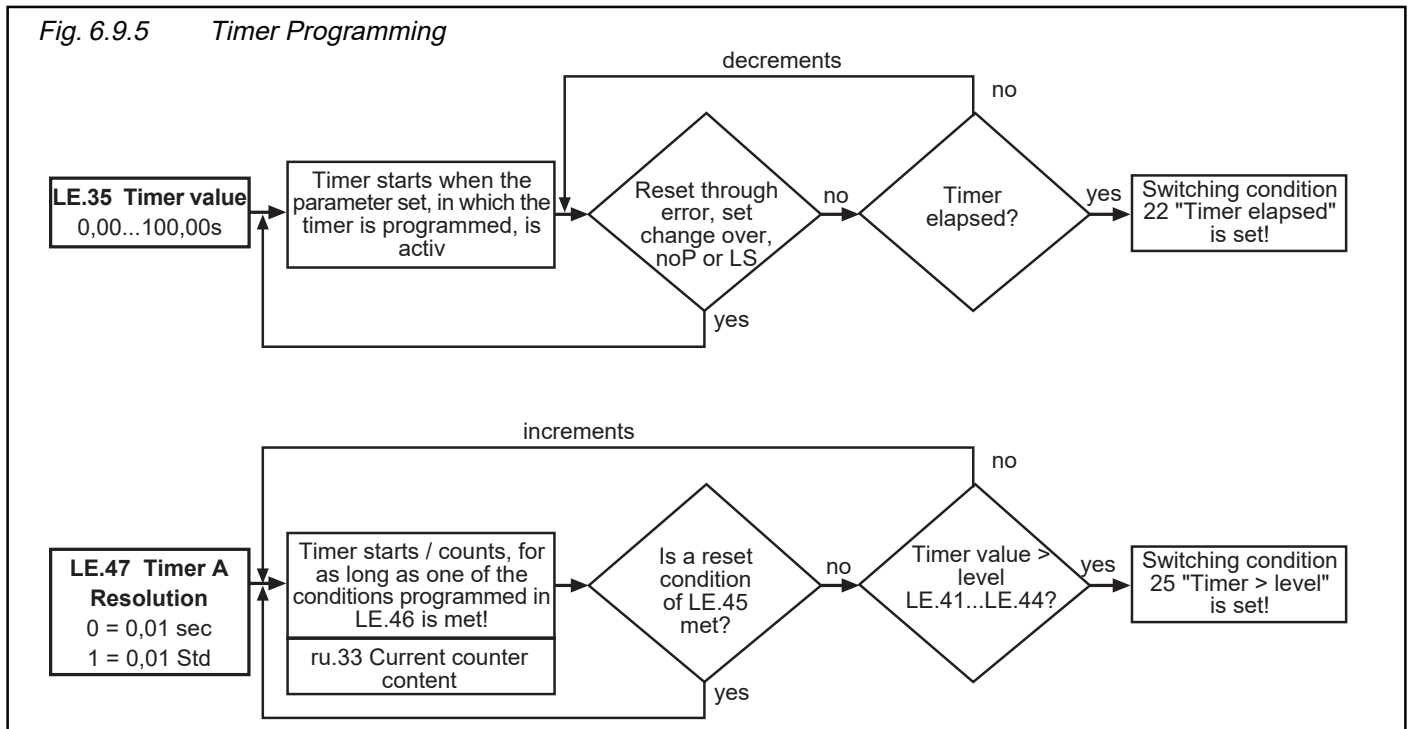 Fig. 6.9.5 Timer Programming
decrements
no
LE.35 Timer value
0,00...100,00s
Timer starts when the
parameter set, in which the
timer is programmed, is
activ
Reset through
error, set
change over,
noP or LS
no
Timer
elapsed?
yes
Switching condition
22 "Timer elapsed"
is set!
yes
increments
no
LE.47 Timer A
Resolution
0 = 0,01 sec
1 = 0,01 Std
Timer starts / counts, for
as long as one of the
conditions programmed in
LE.46 is met!
ru.33 Current counter
content
Is a reset
condition
of LE.45
met?
no
Timer value >
level
LE.41...LE.44?
yes
Switching condition
25 "Timer > level"
is set!
yes